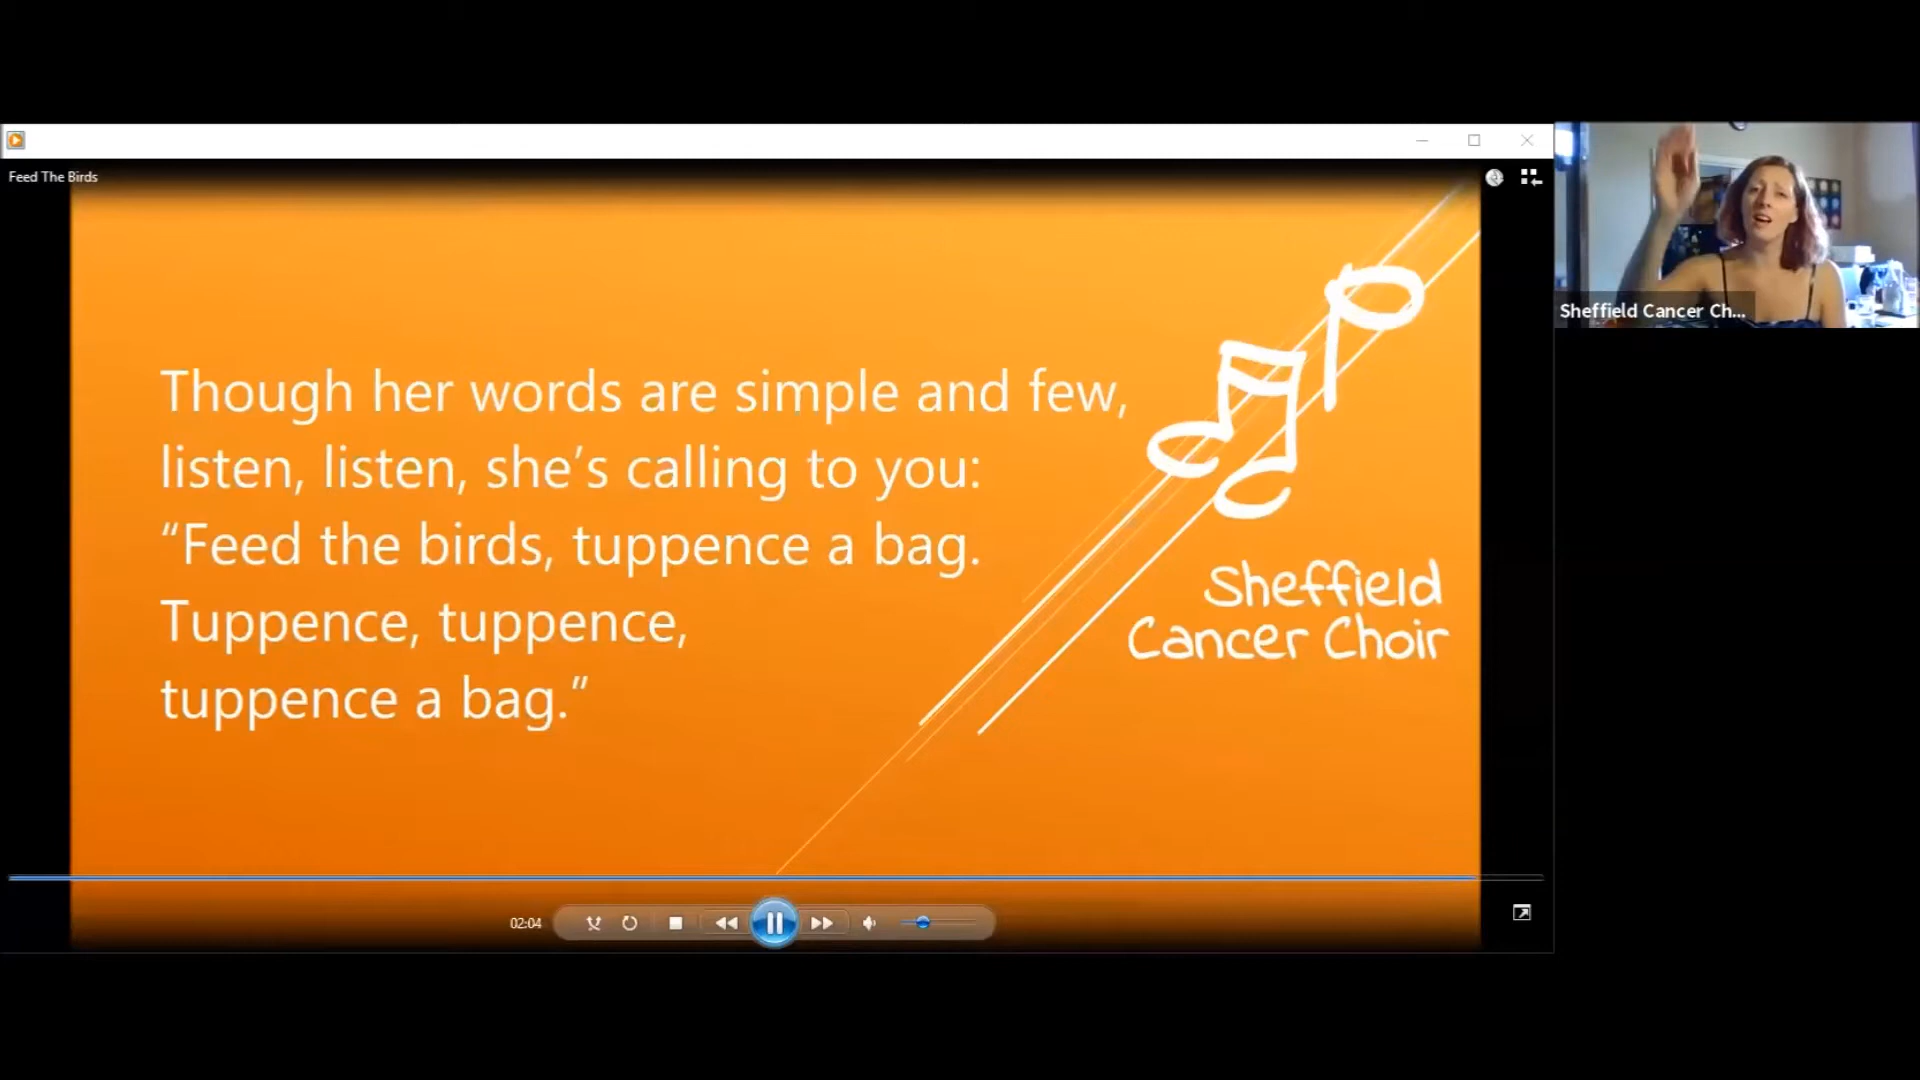 Feed The Birds
Though her words are simple and few,
listen, listen, she’s calling to you:
“Feed the birds, tuppence a bag.
Tuppence, tuppence,
tuppence a bag.”
Sheffield
Cancer Choir
Sheffield Cancer Ch...
02:04